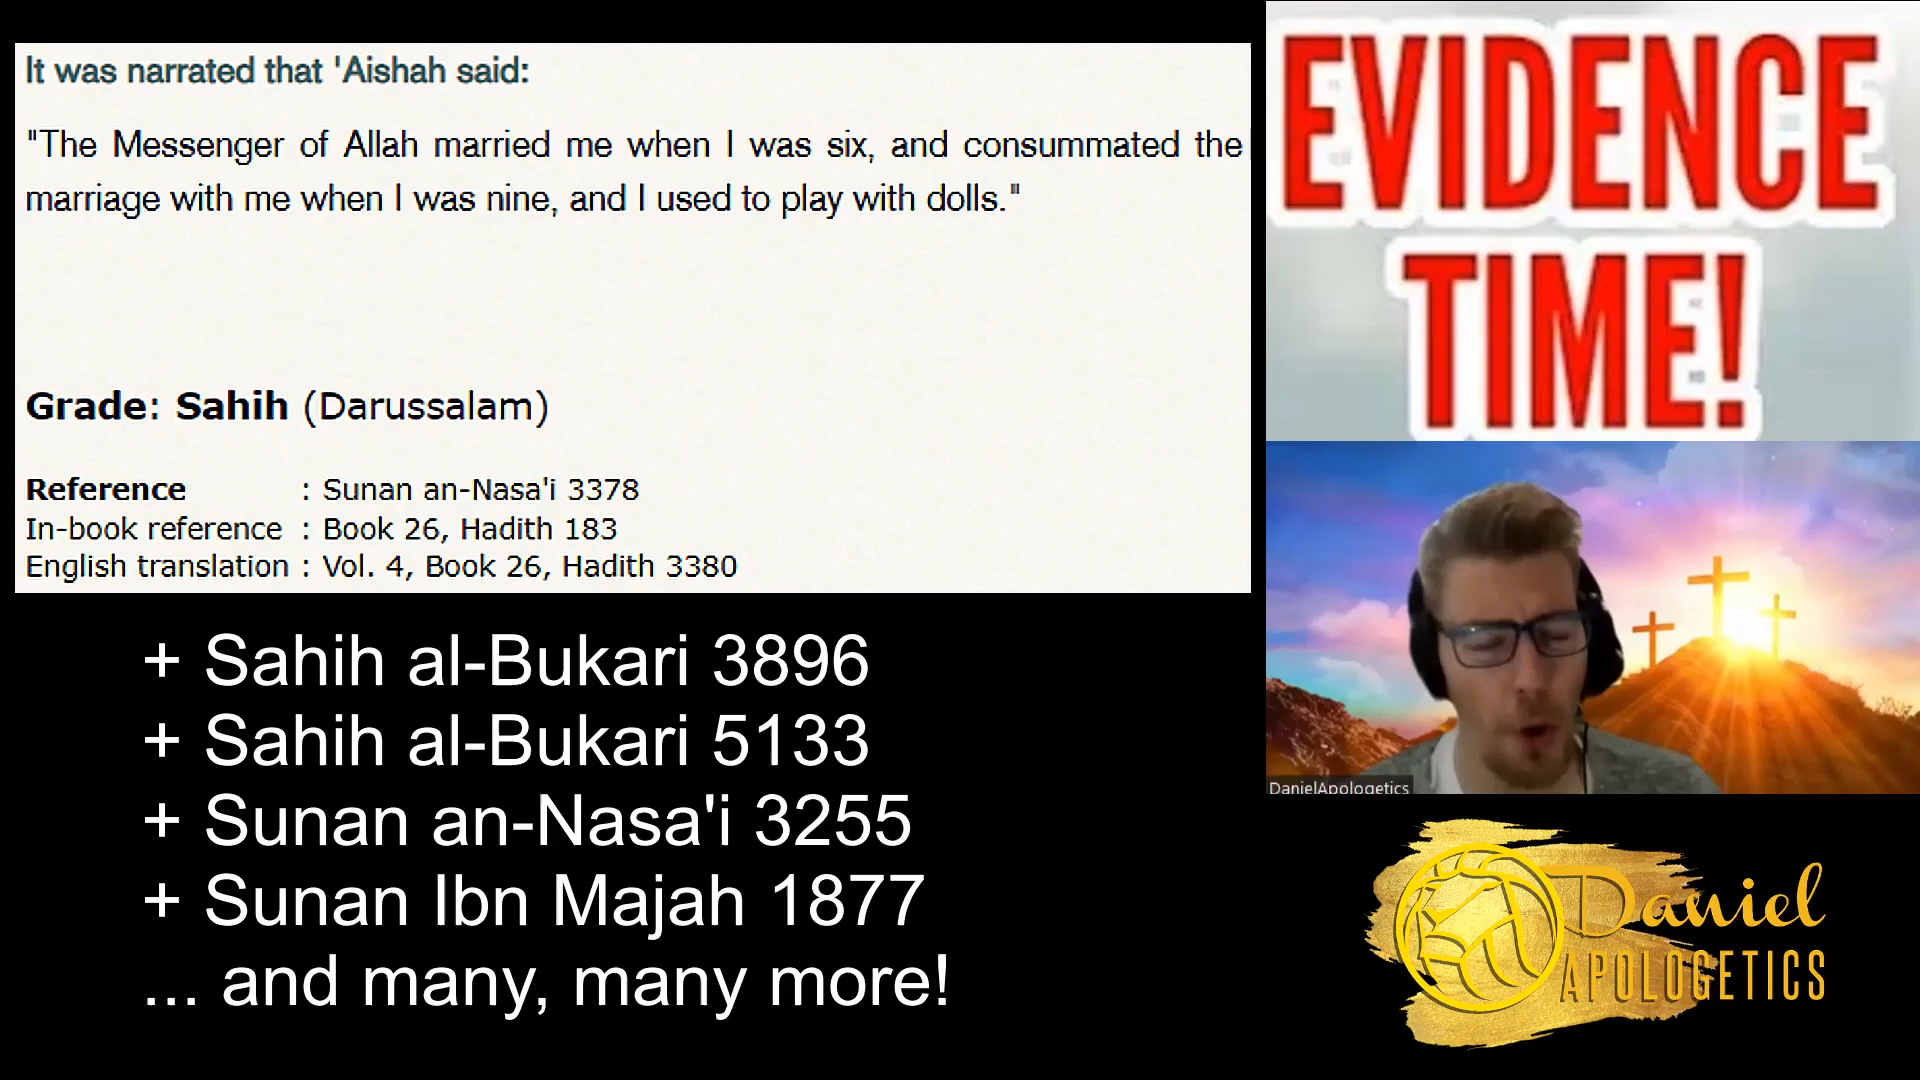 It was narrated that 'Aishah said:
"The Messenger of Allah married me when I was six, and consummated the
marriage with me when I was nine, and I used to play with dolls."
Grade: Sahih (Darussalam)
Reference : Sunan an-Nasa'i 3378
In-book reference : Book 26, Hadith 183
English translation : Vol. 4, Book 26, Hadith 3380
+ Sahih al-Bukari 3896
+ Sahih al-Bukari 5133
+ Sunan an-Nasa'i 3255
+ Sunan Ibn Majah 1877
... and many, many more!
EVIDENCE
TIME!
DanielApologetics
Daniel
APOLOGETICS